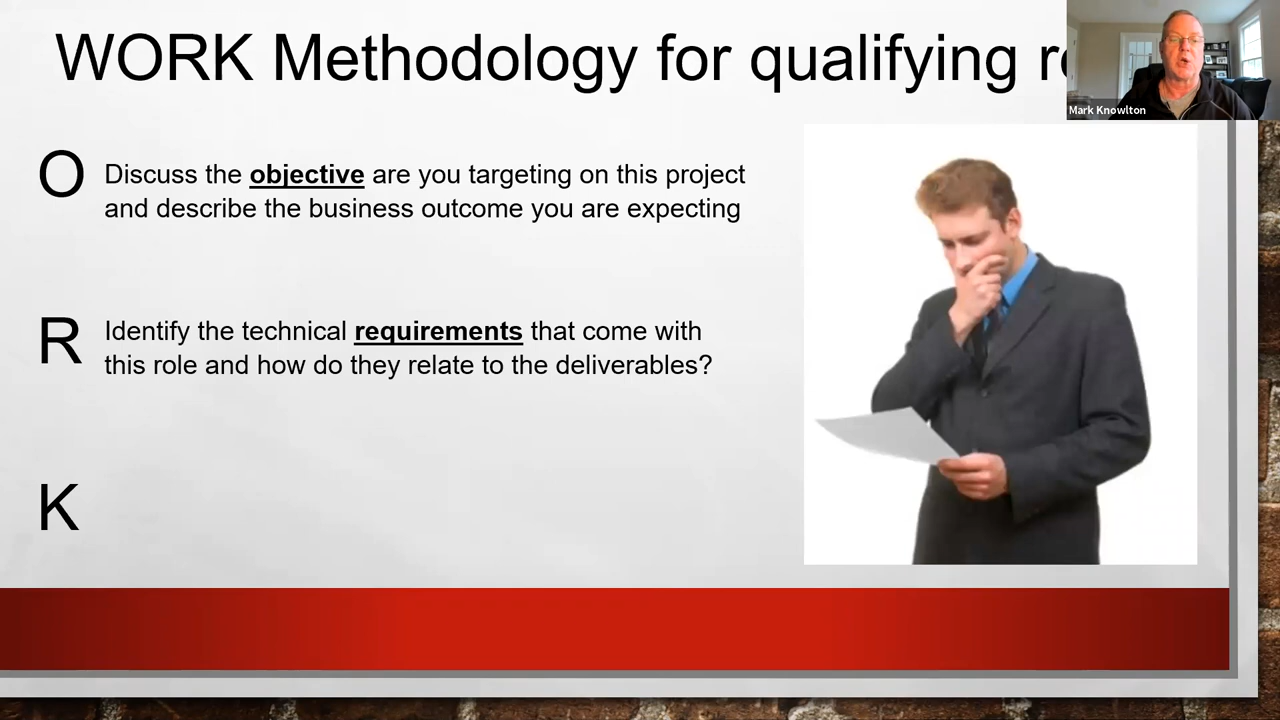 WORK Methodology for qualifying
Mark Knowlton
O
Discuss the objective are you targeting on this project
and describe the business outcome you are expecting
R
Identify the technical requirements that come with
this role and how do they relate to the deliverables?
K